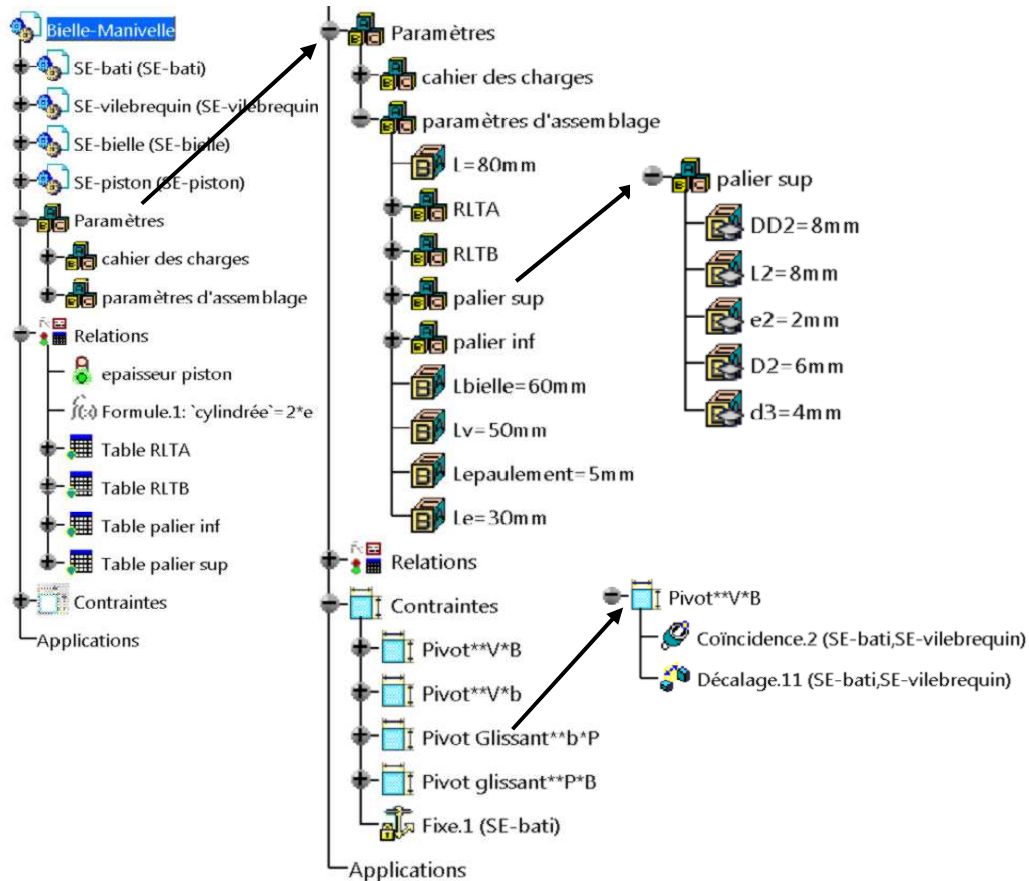 Bielle-Manivelle
SE-bati (SE-bati)
SE-vilebrequin (SE-vilebrequin
SE-bielle (SE-bielle)
SE-piston (SE-piston)
Paramètres
cahier des charges
paramètres d'assemblage
Relations
epaisseur piston
f(x) Formule.1: `cylindrée`=2*e
Table RLTA
Table RLTB
Table palier inf
Table palier sup
Contraintes
Applications
Paramètres
cahier des charges
paramètres d'assemblage
L=80mm
RLTA
RLTB
palier sup
palier inf
Lbielle=60mm
Lv=50mm
Lepaulement=5mm
Le=30mm
Relations
Contraintes
Pivot**V*B
Pivot**V*b
Pivot Glissant**b*P
Pivot glissant**P*B
Fixe.1 (SE-bati)
Applications
palier sup
DD2=8mm
L2=8mm
e2=2mm
D2=6mm
d3=4mm
Pivot**V*B
Coïncidence.2 (SE-bati,SE-vilebrequin)
Décalage.11 (SE-bati,SE-vilebrequin)